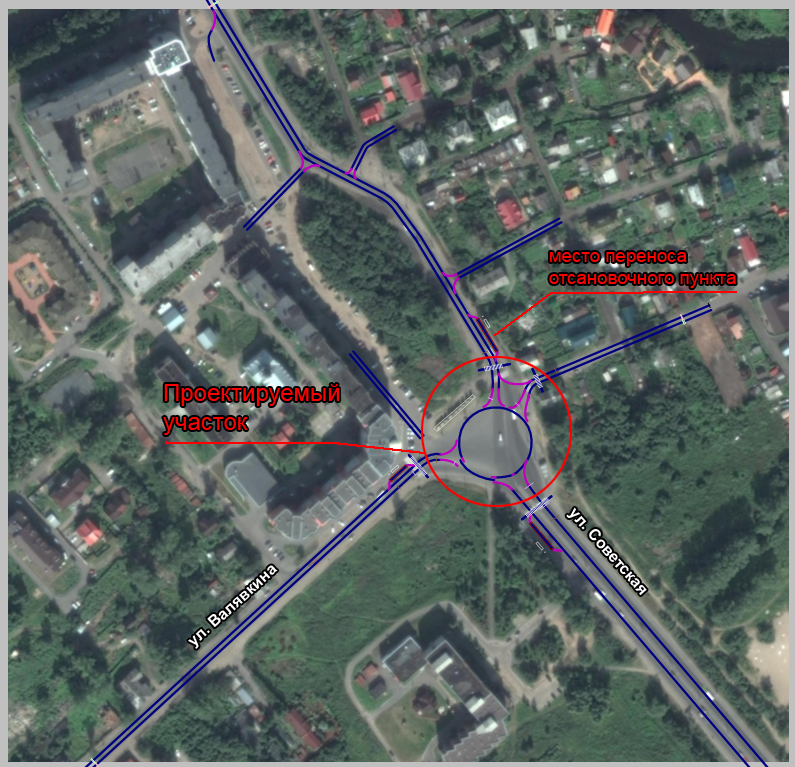 место переноса
отсановочного пункта
Проектируемый
участок
ул. Советская
ул. Валявкина